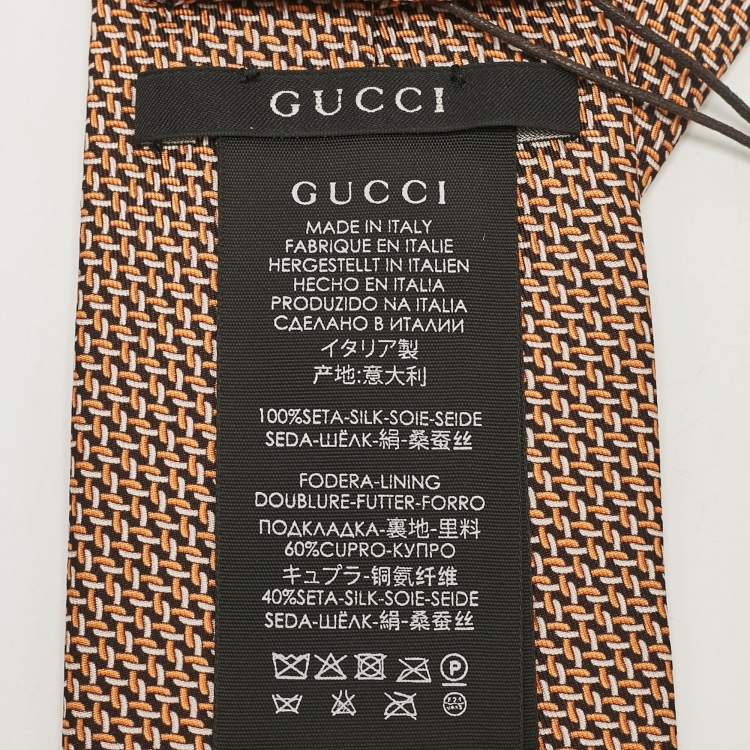 GUCCI
GUCCI
MADE IN ITALY
FABRIQUE EN ITALIE
HERGESTELLT IN ITALIEN
HECHO EN ITALIA
PRODUZIDO NA ITALIA
СДЕЛАНО В ИТАЛИИ
イタリア製
产地:意大利
100%SETA-SILK-SOIE-SEIDE
SEDA-ШЁЛК-絹-桑蚕丝
FODERA-LINING
DOUBLURE-FUTTER-FORRO
ПОДКЛАДКА-裏地-里料
60%CUPRO-КУПРО
キュプラ-铜氨纤维
40%SETA-SILK-SOIE-SEIDE
SEDA-ШЁЛК-絹-桑蚕丝
P